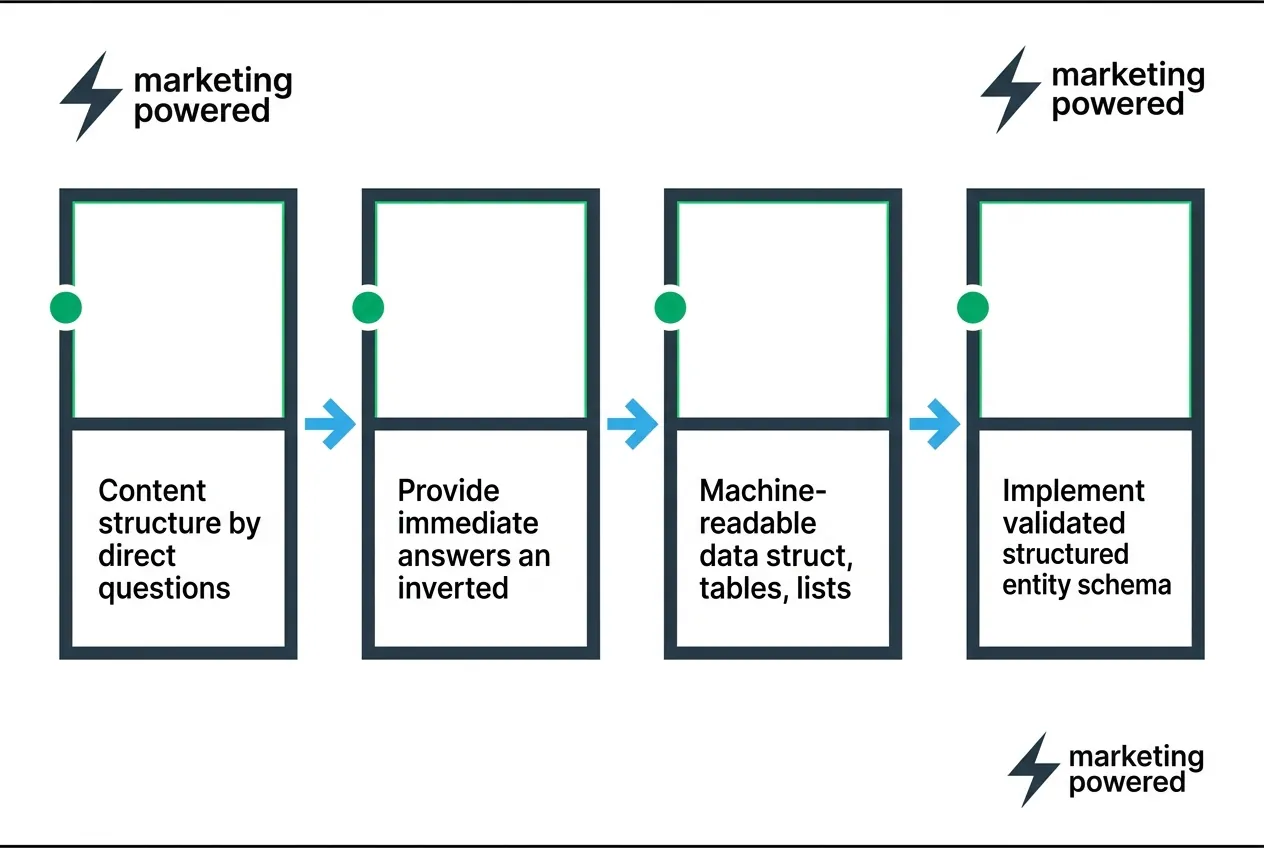 marketing
powered
marketing
powered
Content
structure by
direct
questions
Provide
immediate
answers an
inverted
Machine-
readable
data struct,
tables, lists
Implement
validated
structured
entity schema
marketing
powered